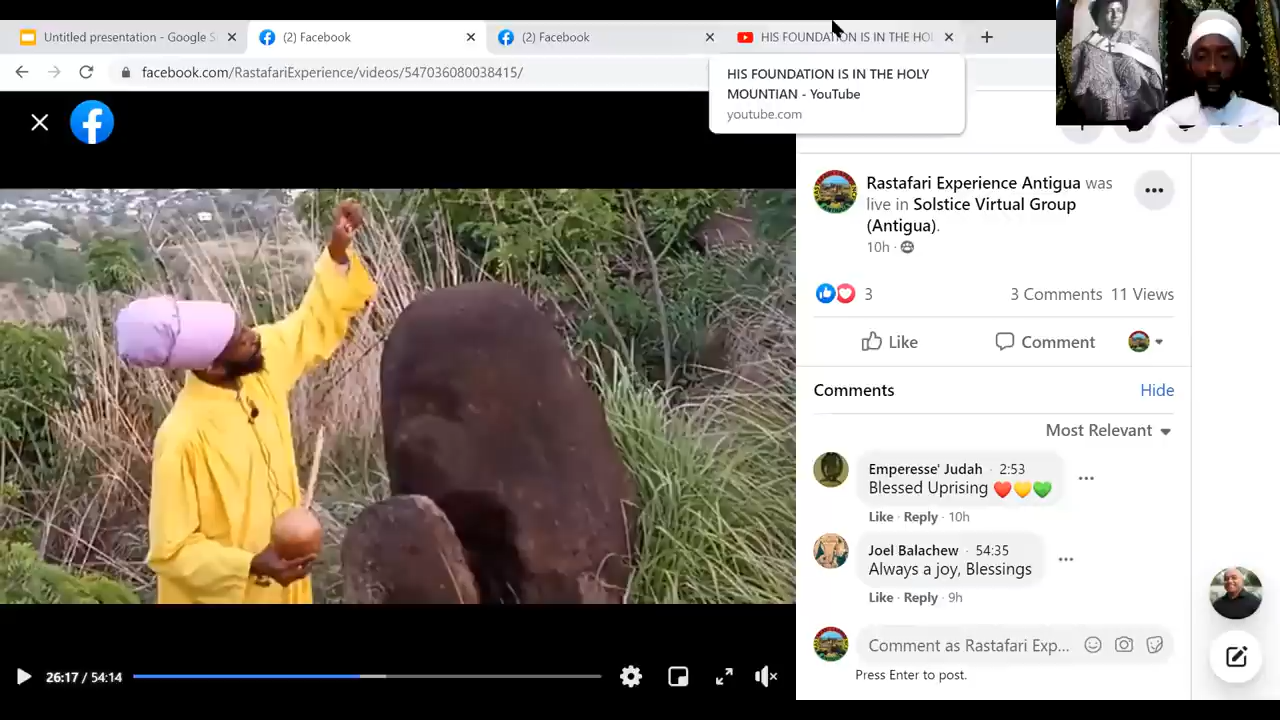 Untitled presentation - Google S
(2) Facebook
(2) Facebook
HIS FOUNDATION IS IN THE HOL
facebook.com/RastafariExperience/videos/547036080038415/
HIS FOUNDATION IS IN THE HOLY
MOUNTIAN - YouTube
youtube.com
Rastafari Experience Antigua was
live in Solstice Virtual Group
(Antigua).
10h ·
3
3 Comments 11 Views
Like
Comment
Comments
Hide
Most Relevant
Emperesse' Judah · 2:53
Blessed Uprising ❤️💛💚
Like · Reply · 10h
Joel Balachew · 54:35
Always a joy, Blessings
Like · Reply · 9h
Comment as Rastafari Exp...
Press Enter to post.
26:17 / 54:14